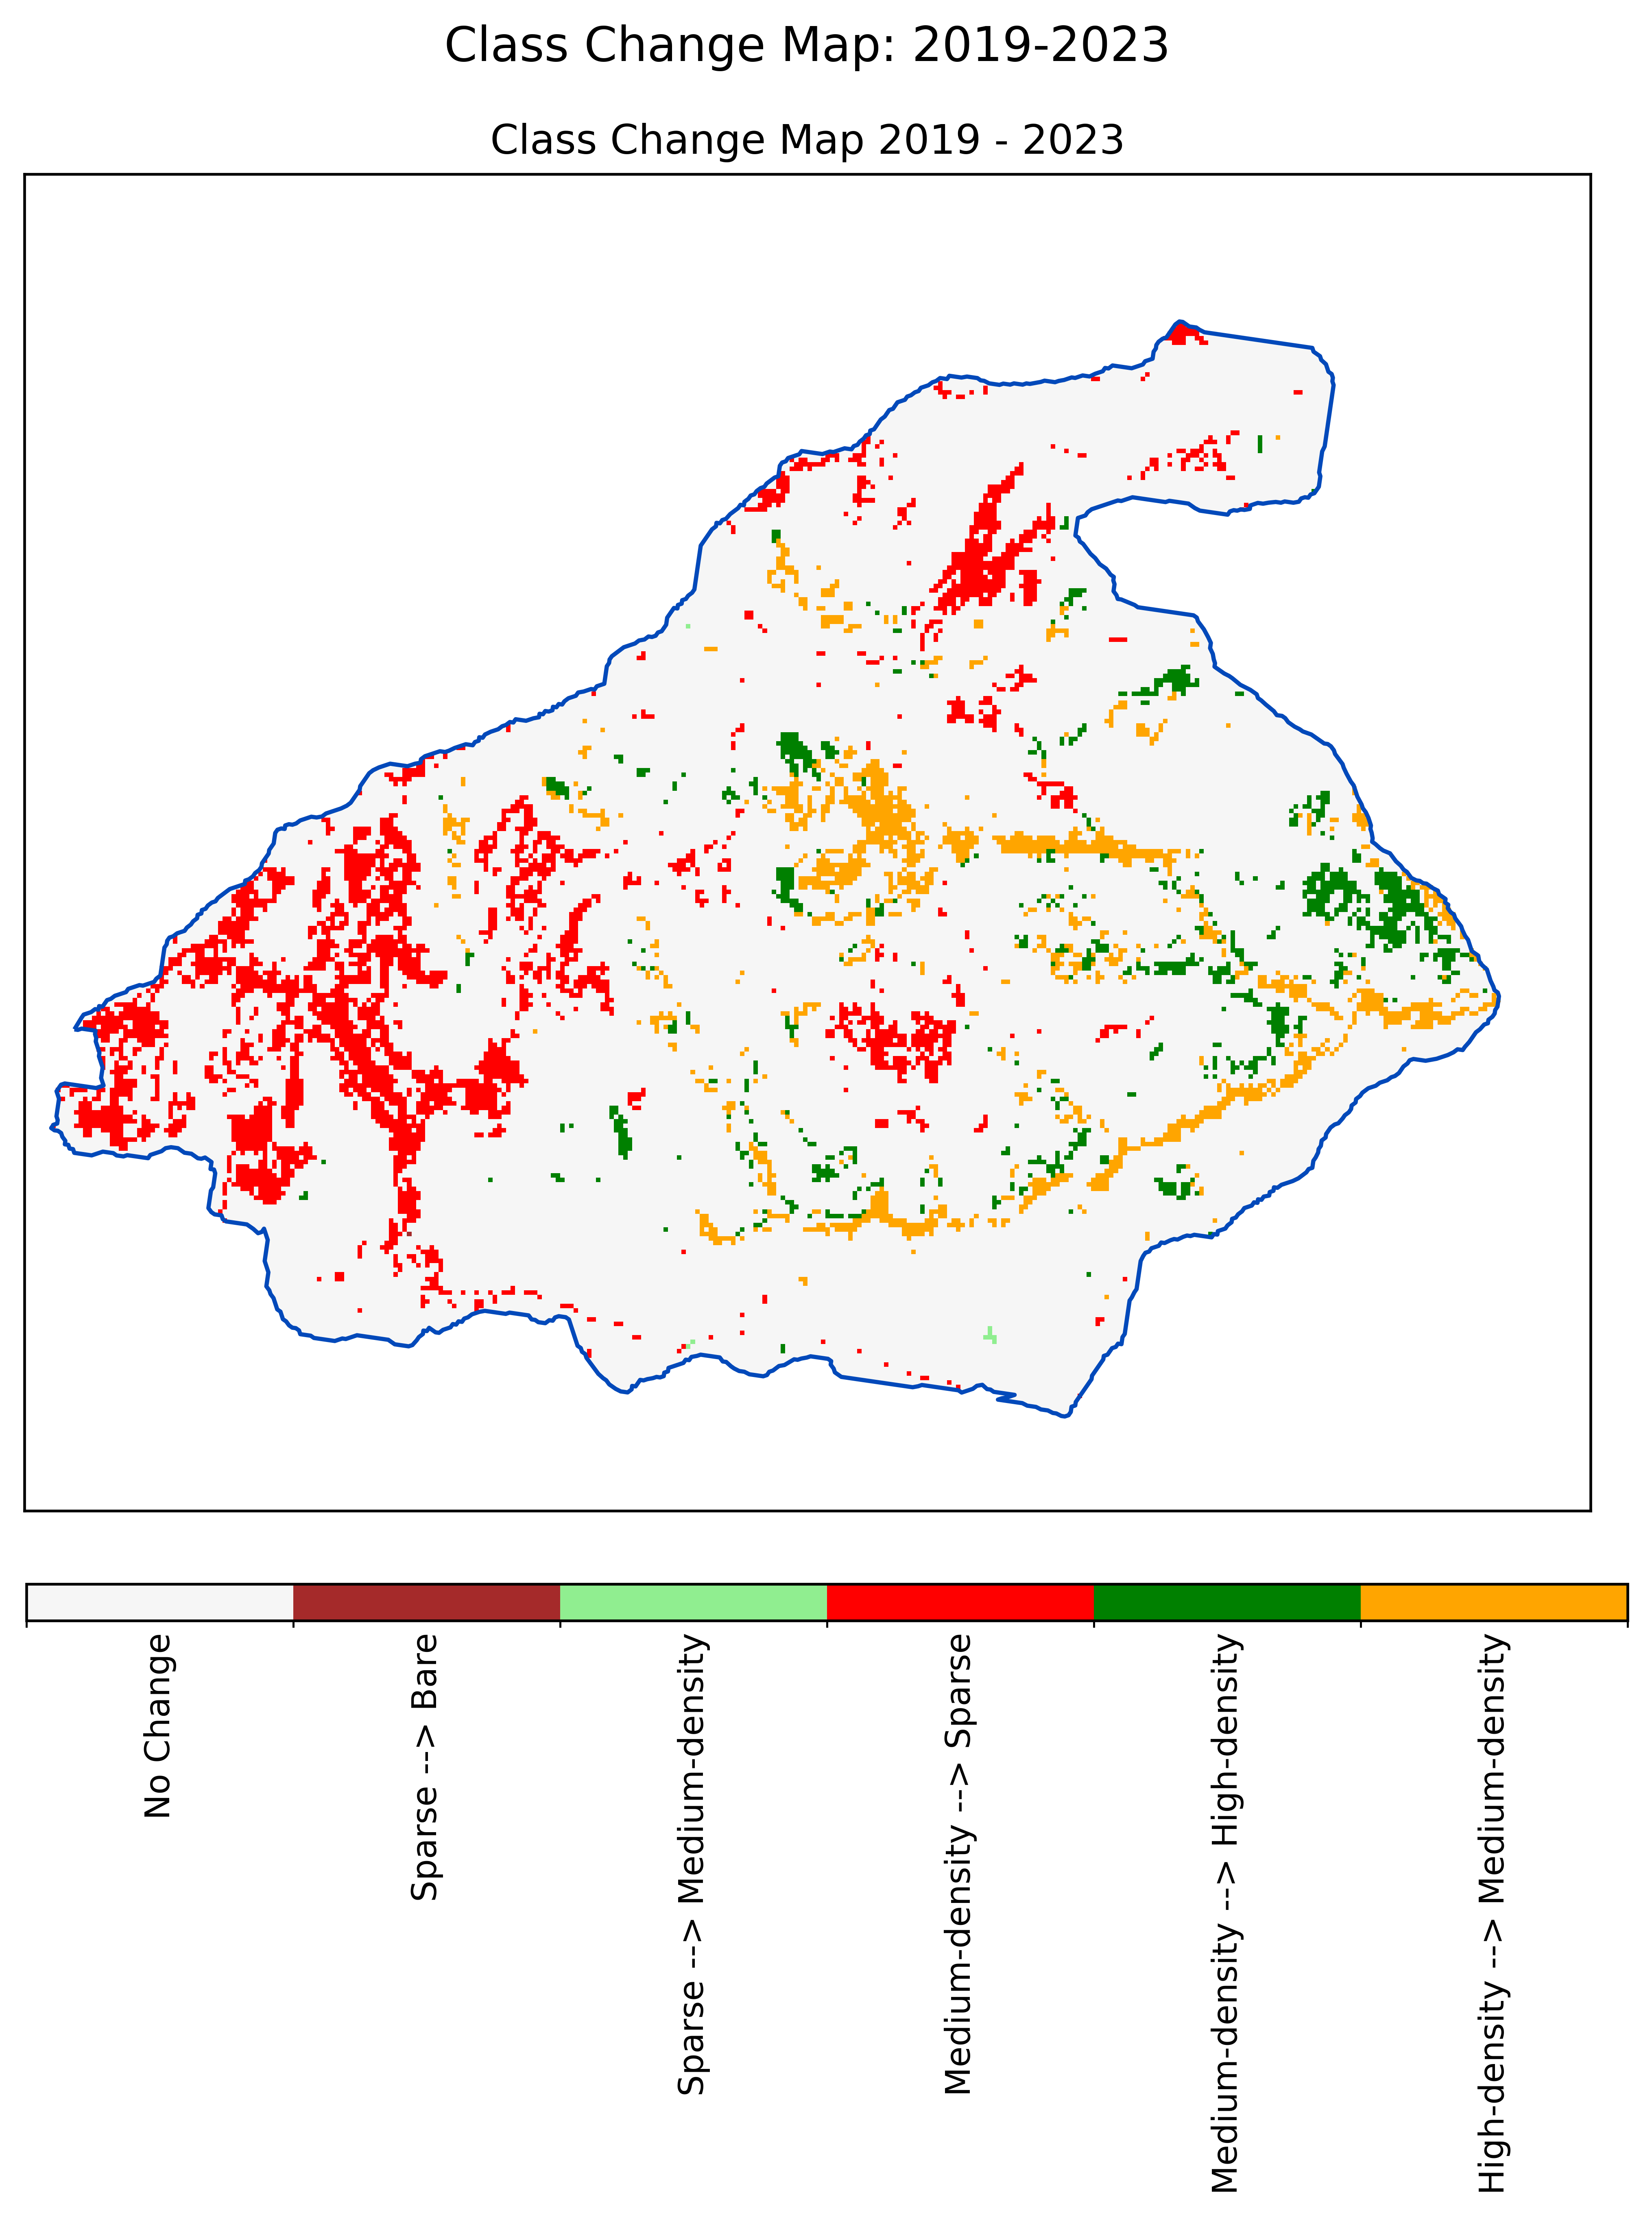 Class Change Map: 2019-2023
Class Change Map 2019 - 2023
No Change
Sparse --> Bare
Sparse --> Medium-density
Medium-density --> Sparse
Medium-density --> High-density
High-density --> Medium-density